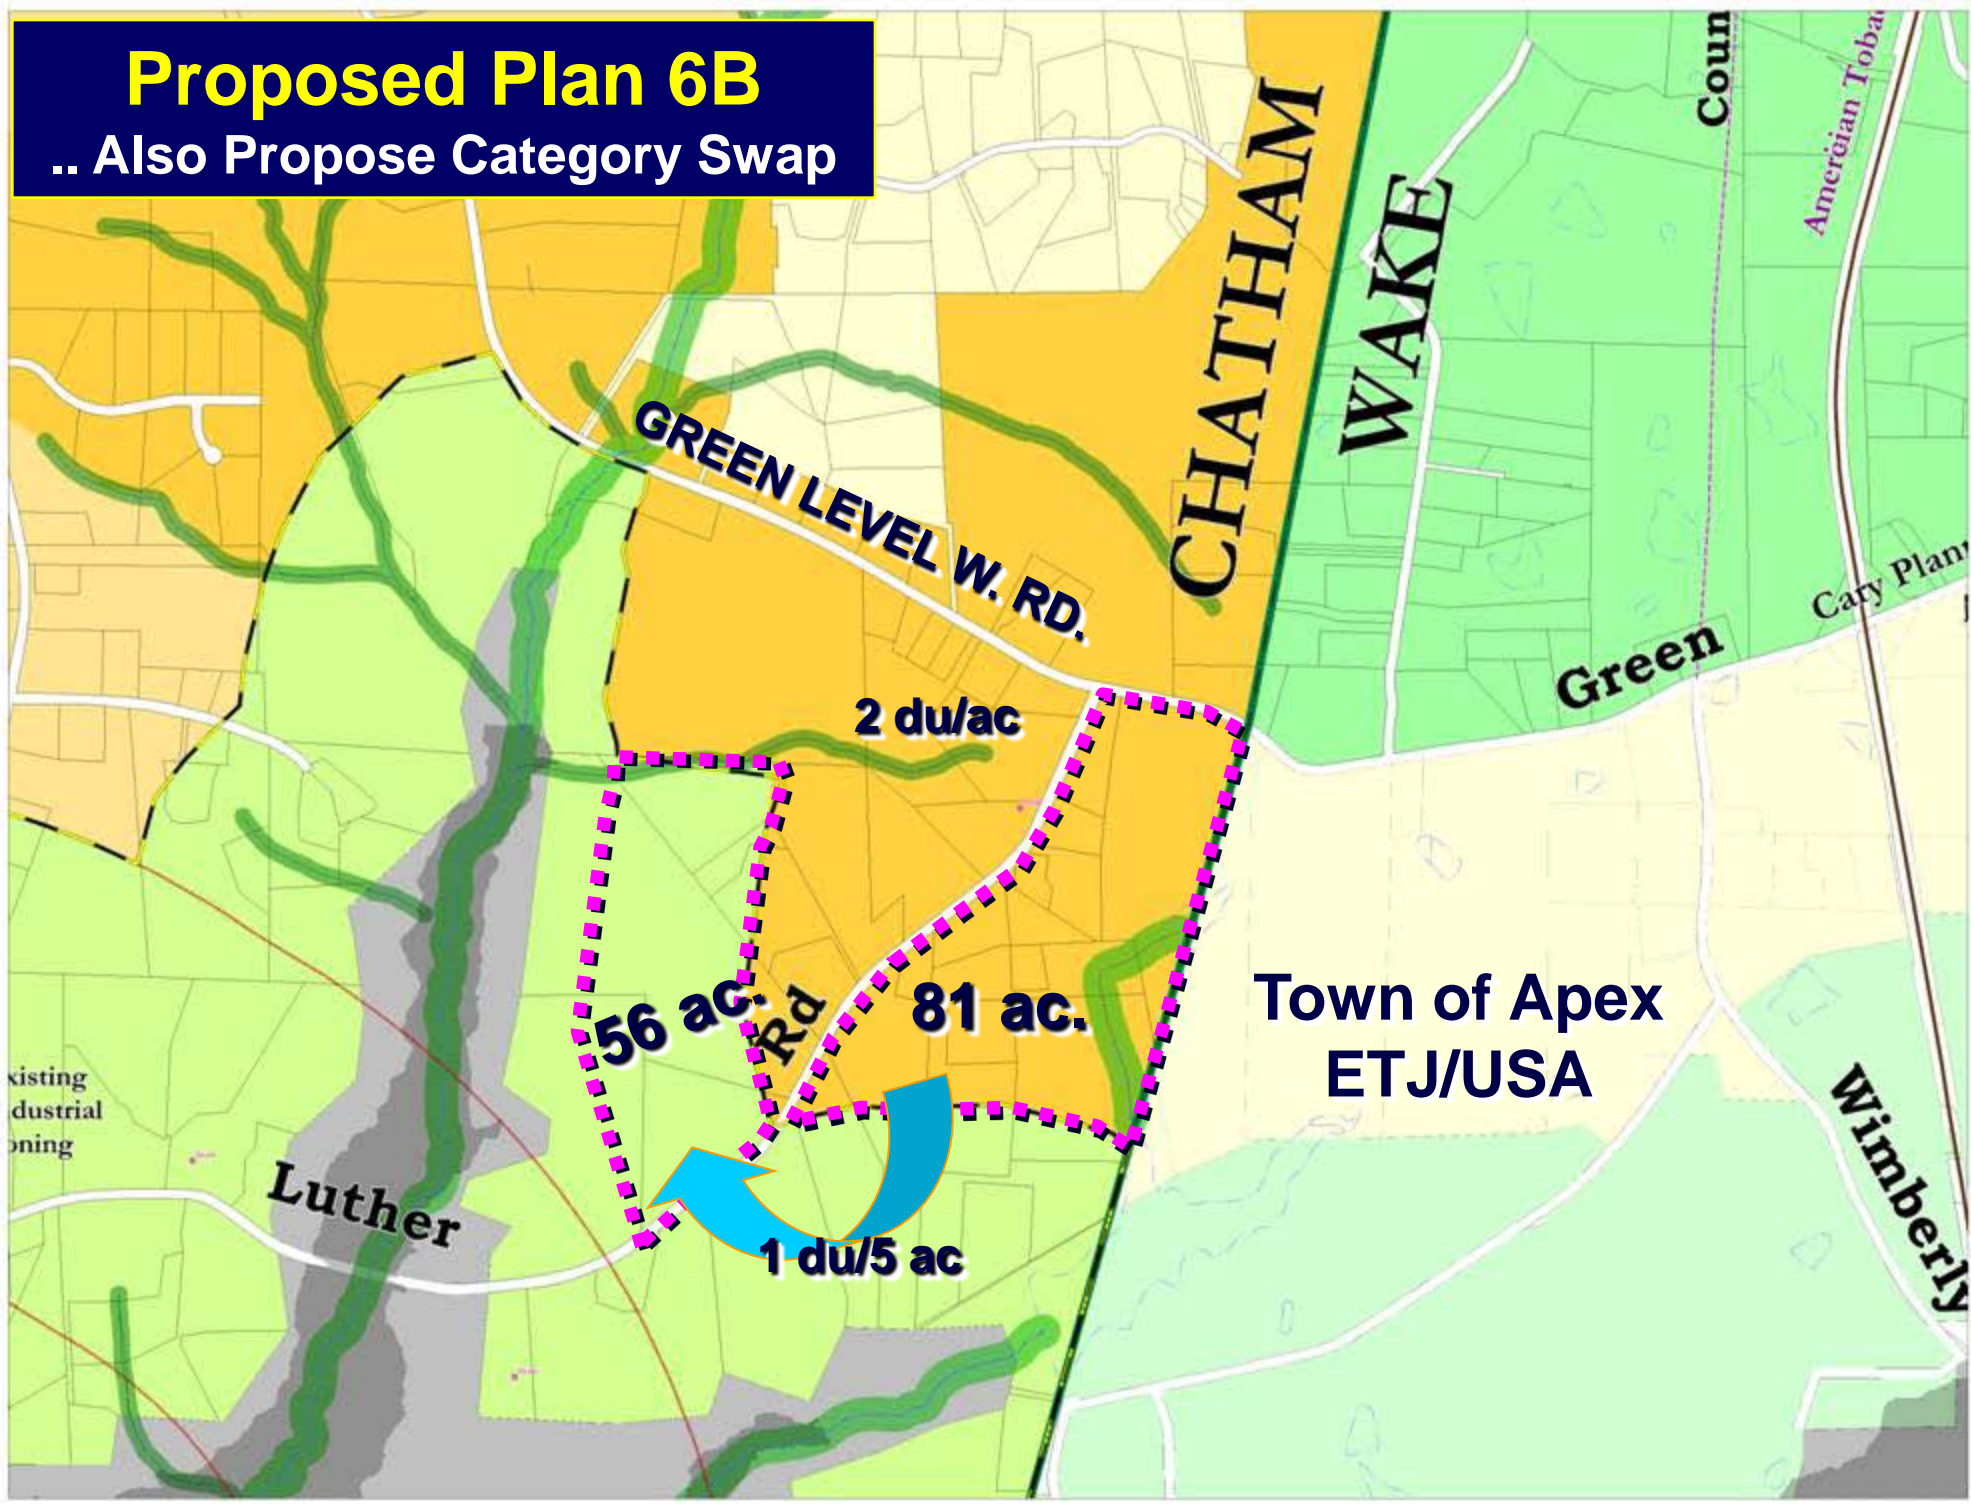 Proposed Plan 6B
.. Also Propose Category Swap
CHATHAM
WAKE
Coun
Ameroian Toba
GREEN LEVEL W. RD.
Cary Plan
Green
2 du/ac
56 ac.
Rd
81 ac.
Town of Apex
ETJ/USA
xisting
dustrial
oning
Luther
1 du/5 ac
Wimberly